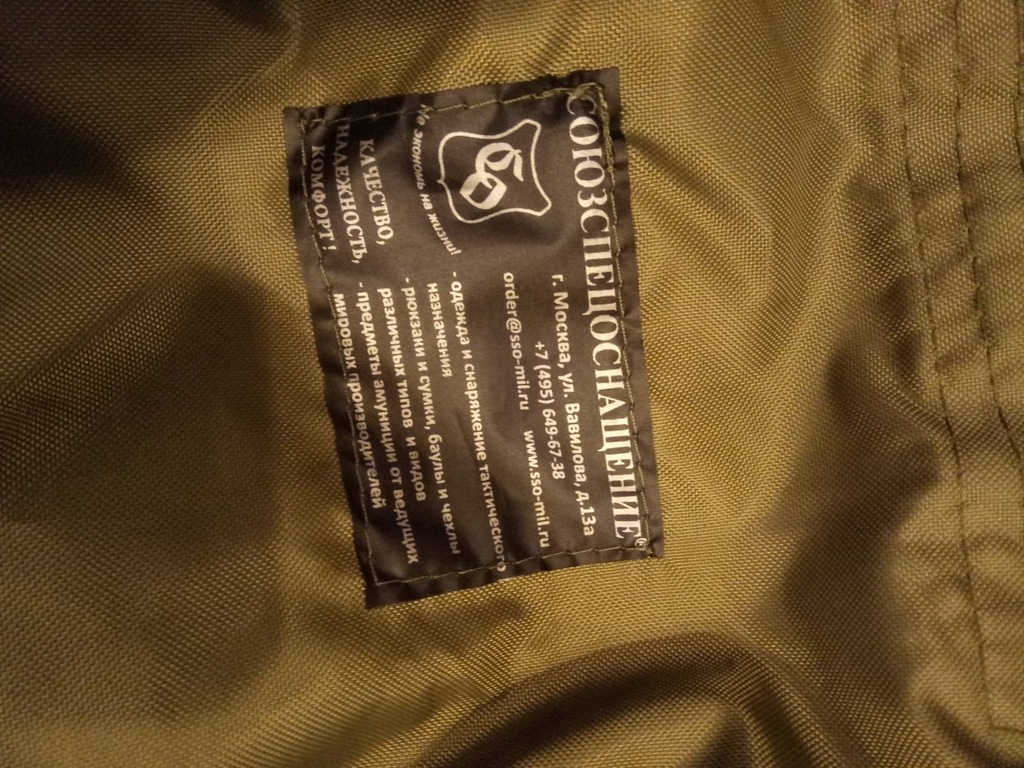 СОЮЗСПЕЦОСНАЩЕНИЕ®
г. Москва, ул. Вавилова, д.13а
+7 (495) 649-67-38
order@sso-mil.ru www.sso-mil.ru
Не экономь на жизни!
КАЧЕСТВО,
НАДЕЖНОСТЬ,
КОМФОРТ!
- одежда и снаряжение тактического
назначения
- рюкзаки и сумки, баулы и чехлы
различных типов и видов
- предметы амуниции от ведущих
мировых производителей